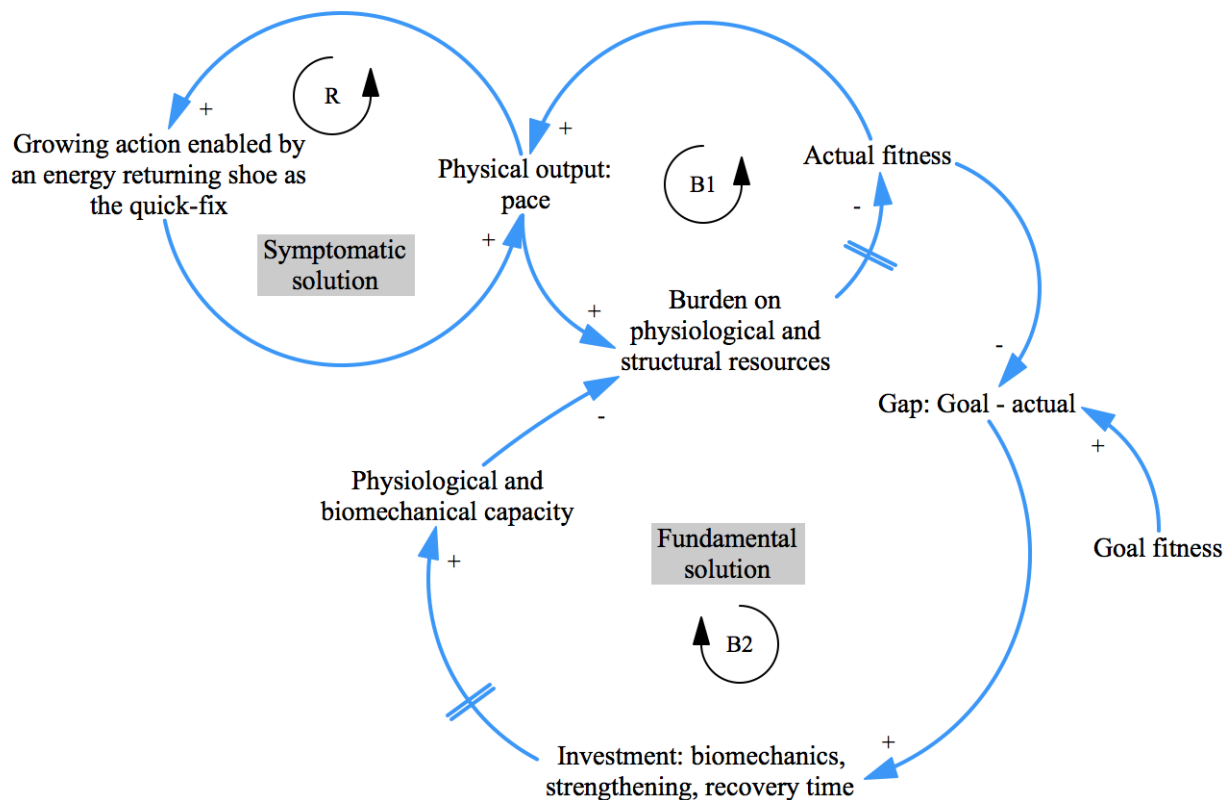 R
+
Growing action enabled by
an energy returning shoe as
the quick-fix
Physical output:
pace
+
B1
Actual fitness
-
+
Symptomatic
solution
+
Burden on
physiological and
structural resources
-
Gap: Goal - actual
-
+
Physiological and
biomechanical capacity
Goal fitness
Fundamental
solution
+
B2
+
Investment: biomechanics,
strengthening, recovery time